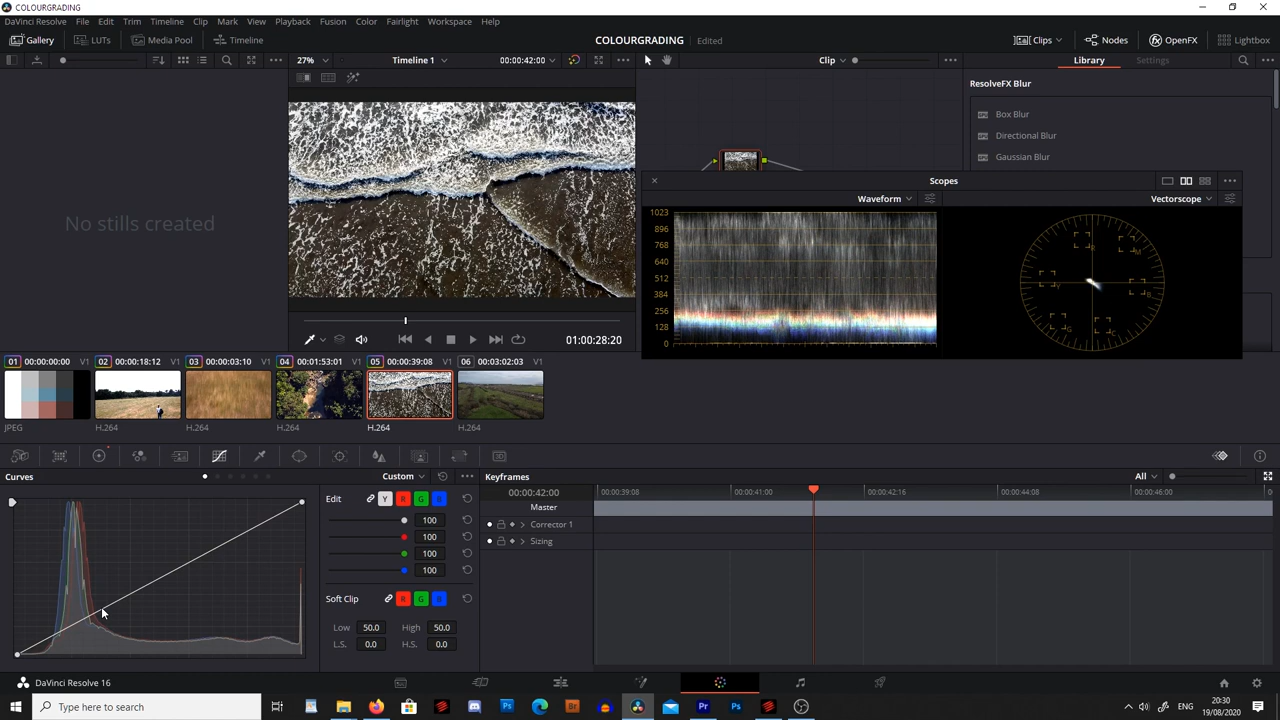 COLOURGRADING
DaVinci Resolve File Edit Trim Timeline Clip Mark View Playback Fusion Color Fairlight Workspace Help
Gallery LUTs Media Pool Timeline COLOURGRADING Edited Clips Nodes OpenFX Lightbox
27% Timeline 1 00:00:42:00 Clip Library Settings
ResolveFX Blur
Box Blur
Directional Blur
Gaussian Blur
Scopes
Waveform Vectorscope
1023
896
768
640
512
384
256
128
0
R
M
Y
B
G
C
No stills created
01:00:28:20
01 00:00:00:00 V1 02 00:00:18:12 V1 03 00:00:03:10 V1 04 00:01:53:01 V1 05 00:00:39:08 V1 06 00:03:02:03 V1
JPEG H.264 H.264 H.264 H.264 H.264
Curves Custom Keyframes All
Edit Y R G B
100
100
100
100
Soft Clip R G B
Low 50.0 High 50.0
L.S. 0.0 H.S. 0.0
00:00:42:00 00:00:39:08 00:00:41:00 00:00:42:16 00:00:44:08 00:00:46:00
Master
Corrector 1
Sizing
DaVinci Resolve 16
Type here to search
ENG 20:30
19/08/2020